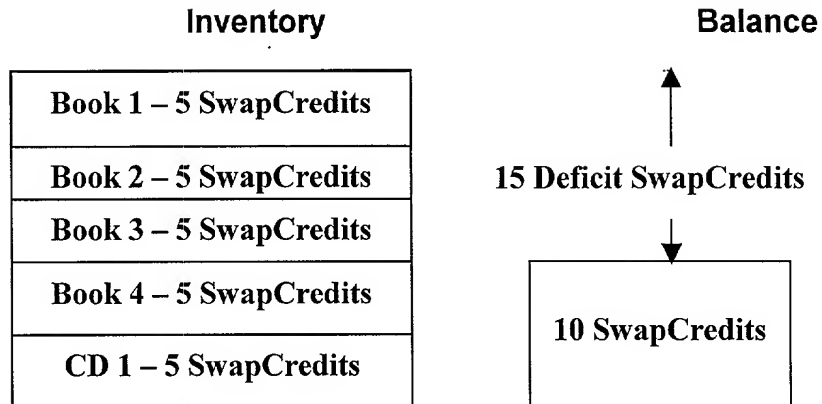 Inventory
Balance
Book 1 – 5 SwapCredits
Book 2 – 5 SwapCredits
Book 3 – 5 SwapCredits
Book 4 – 5 SwapCredits
CD 1 – 5 SwapCredits
15 Deficit SwapCredits
10 SwapCredits